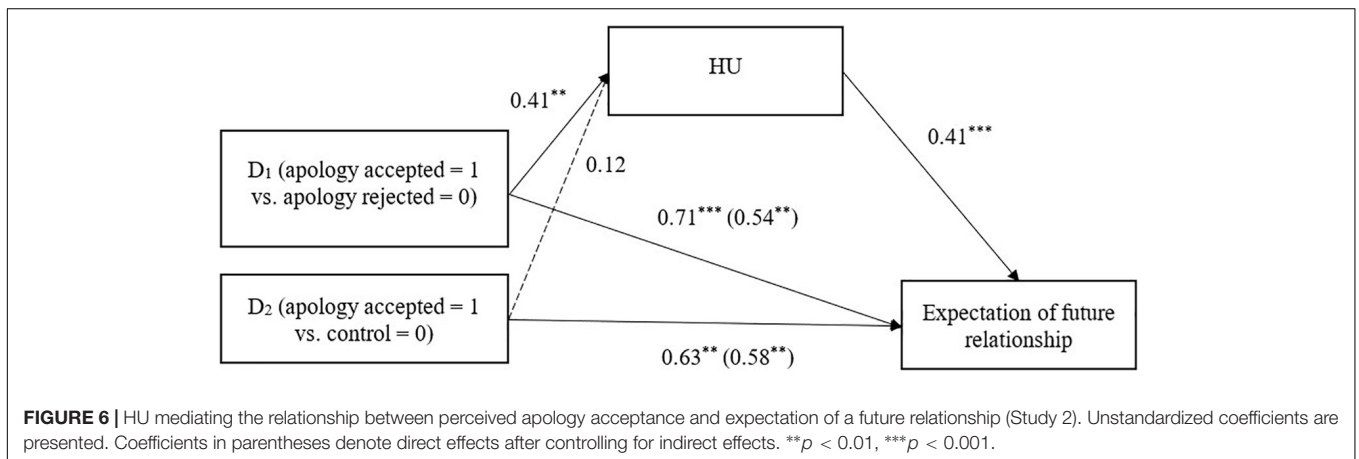 HU
0.41**
0.41***
D₁ (apology accepted = 1
vs. apology rejected = 0)
0.12
0.71*** (0.54**)
D₂ (apology accepted = 1
vs. control = 0)
Expectation of future
relationship
0.63** (0.58**)
FIGURE 6 | HU mediating the relationship between perceived apology acceptance and expectation of a future relationship (Study 2). Unstandardized coefficients are
presented. Coefficients in parentheses denote direct effects after controlling for indirect effects. **p < 0.01, ***p < 0.001.